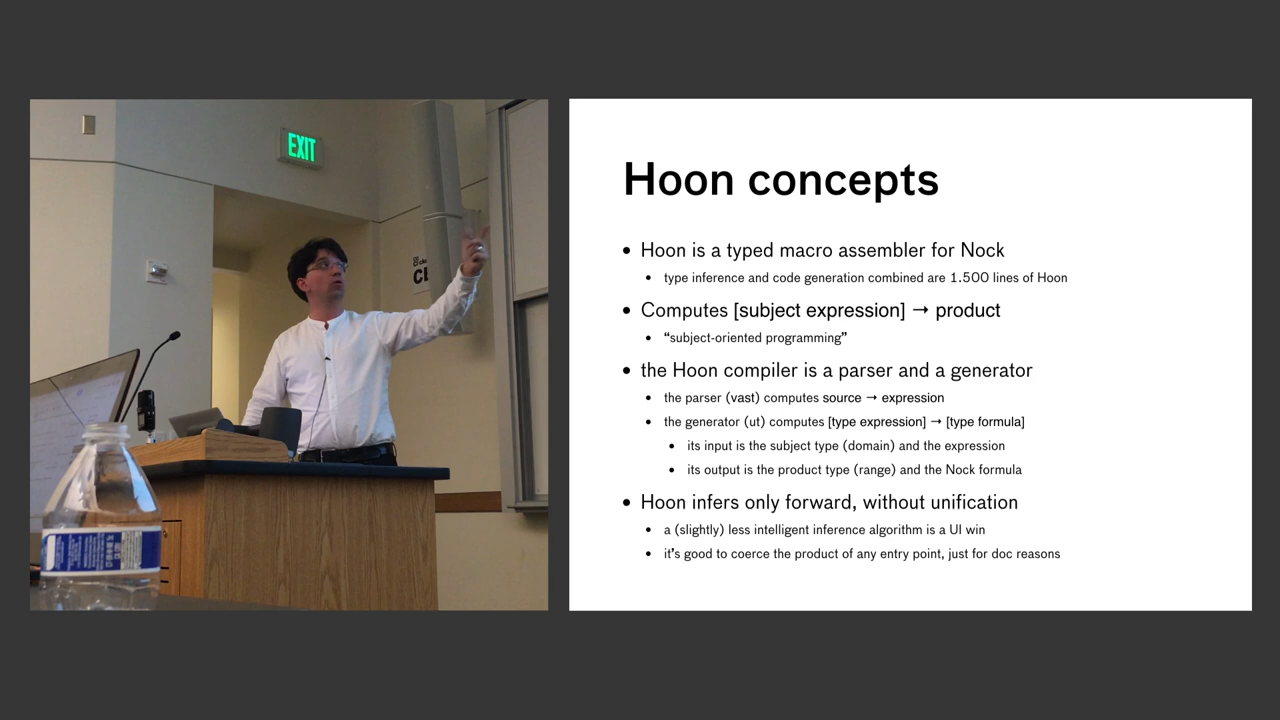 EXIT
Hoon concepts
• Hoon is a typed macro assembler for Nock
• type inference and code generation combined are 1.500 lines of Hoon
• Computes [subject expression] → product
• “subject-oriented programming”
• the Hoon compiler is a parser and a generator
• the parser (vast) computes source → expression
• the generator (ut) computes [type expression] → [type formula]
• its input is the subject type (domain) and the expression
• its output is the product type (range) and the Nock formula
• Hoon infers only forward, without unification
• a (slightly) less intelligent inference algorithm is a UI win
• it’s good to coerce the product of any entry point, just for doc reasons